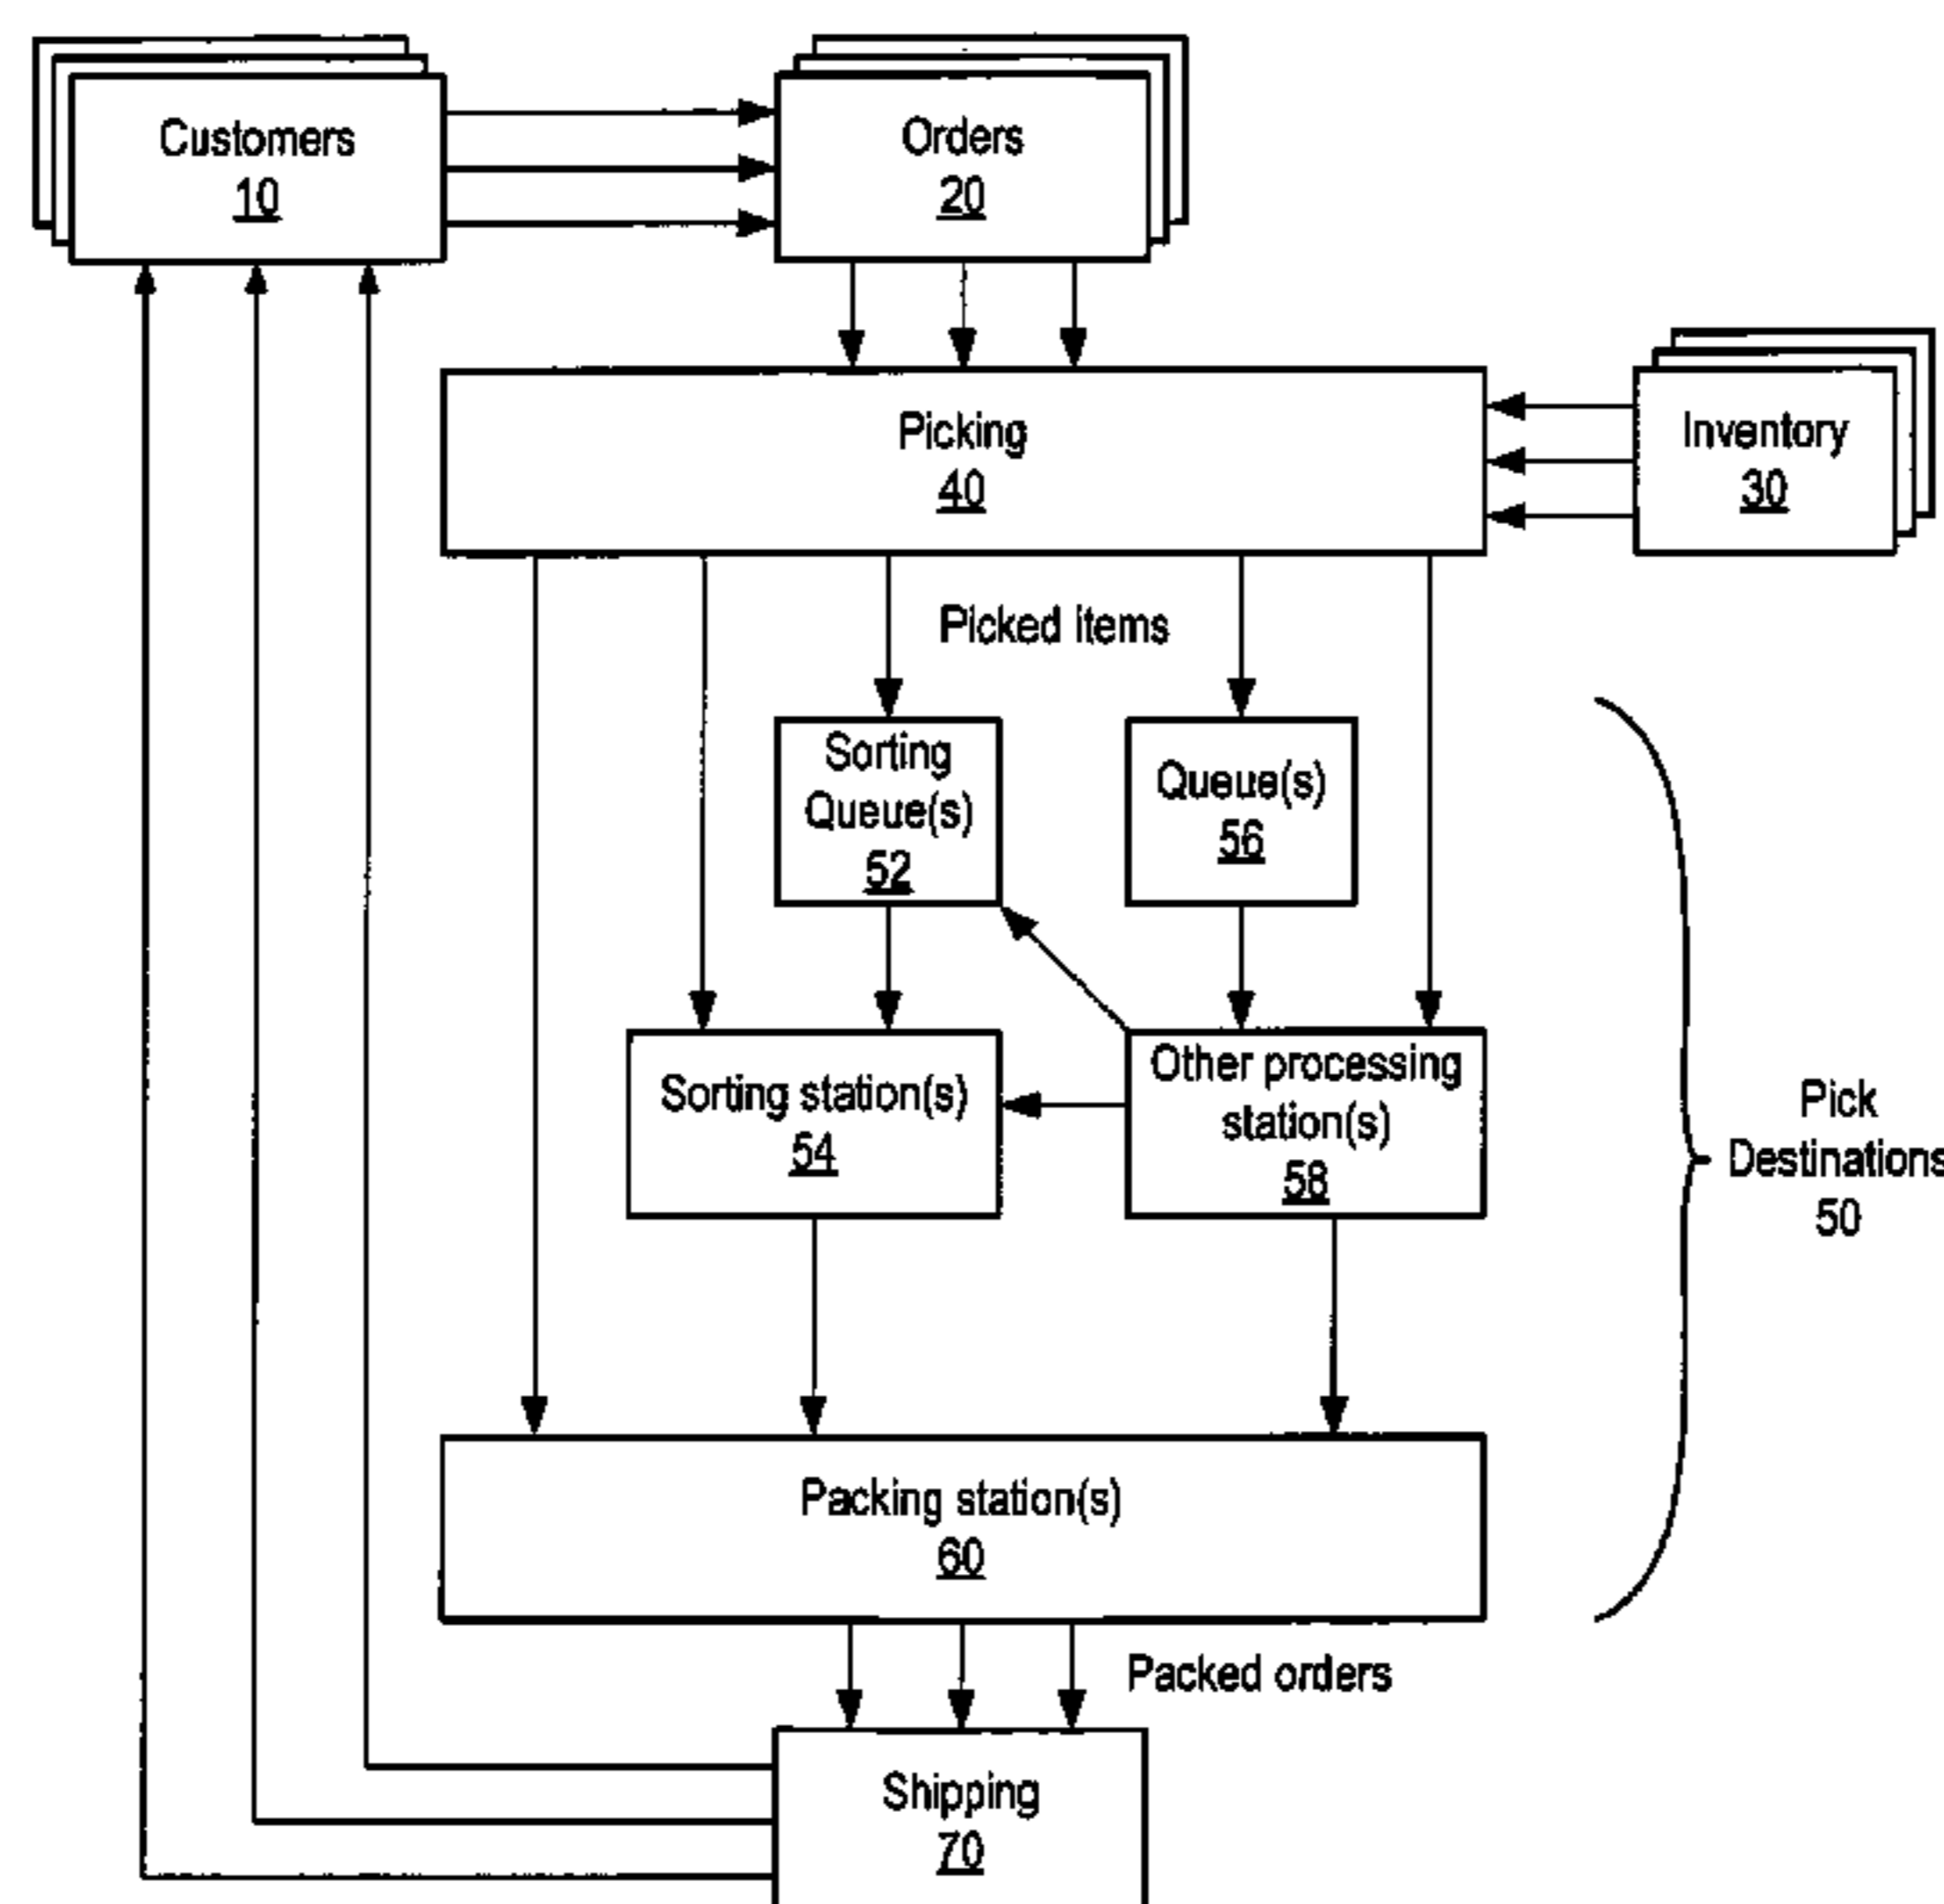 Customers
10
Orders
20
Picking
40
Inventory
30
Picked Items
Sorting
Queue(s)
52
Queue(s)
56
Sorting station(s)
54
Other processing
station(s)
58
Pick
Destinations
50
Packing station(s)
60
Packed orders
Shipping
70